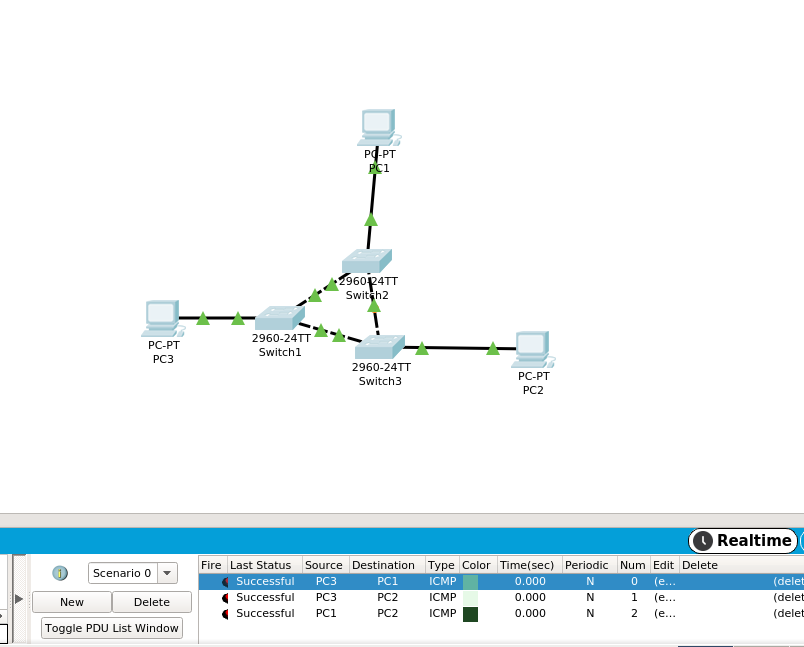 PC-PT
PC1
2960-24TT
Switch2
PC-PT
PC3
2960-24TT
Switch1
2960-24TT
Switch3
PC-PT
PC2
Realtime
Scenario 0
New Delete
Toggle PDU List Window
Fire Last Status Source Destination Type Color Time(sec) Periodic Num Edit Delete
Successful PC3 PC1 ICMP 0.000 N 0 (e... (delet
Successful PC3 PC2 ICMP 0.000 N 1 (e... (delet
Successful PC1 PC2 ICMP 0.000 N 2 (e... (delet